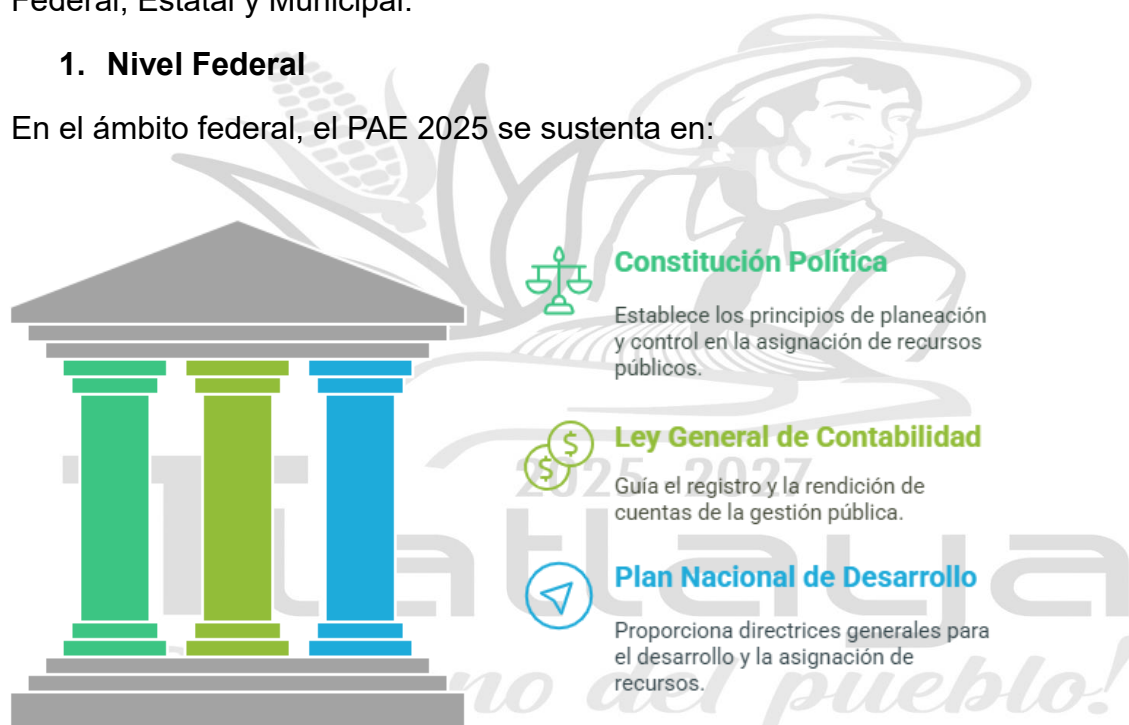 Federal, Estatal y Municipal.
1. Nivel Federal
En el ámbito federal, el PAE 2025 se sustenta en:
Constitución Política
Establece los principios de planeación
y control en la asignación de recursos
públicos.
Ley General de Contabilidad
2025 2027
Guía el registro y la rendición de
cuentas de la gestión pública.
Tlatlaya
Plan Nacional de Desarrollo
Proporciona directrices generales para
el desarrollo y la asignación de
recursos.
no del pueblo!